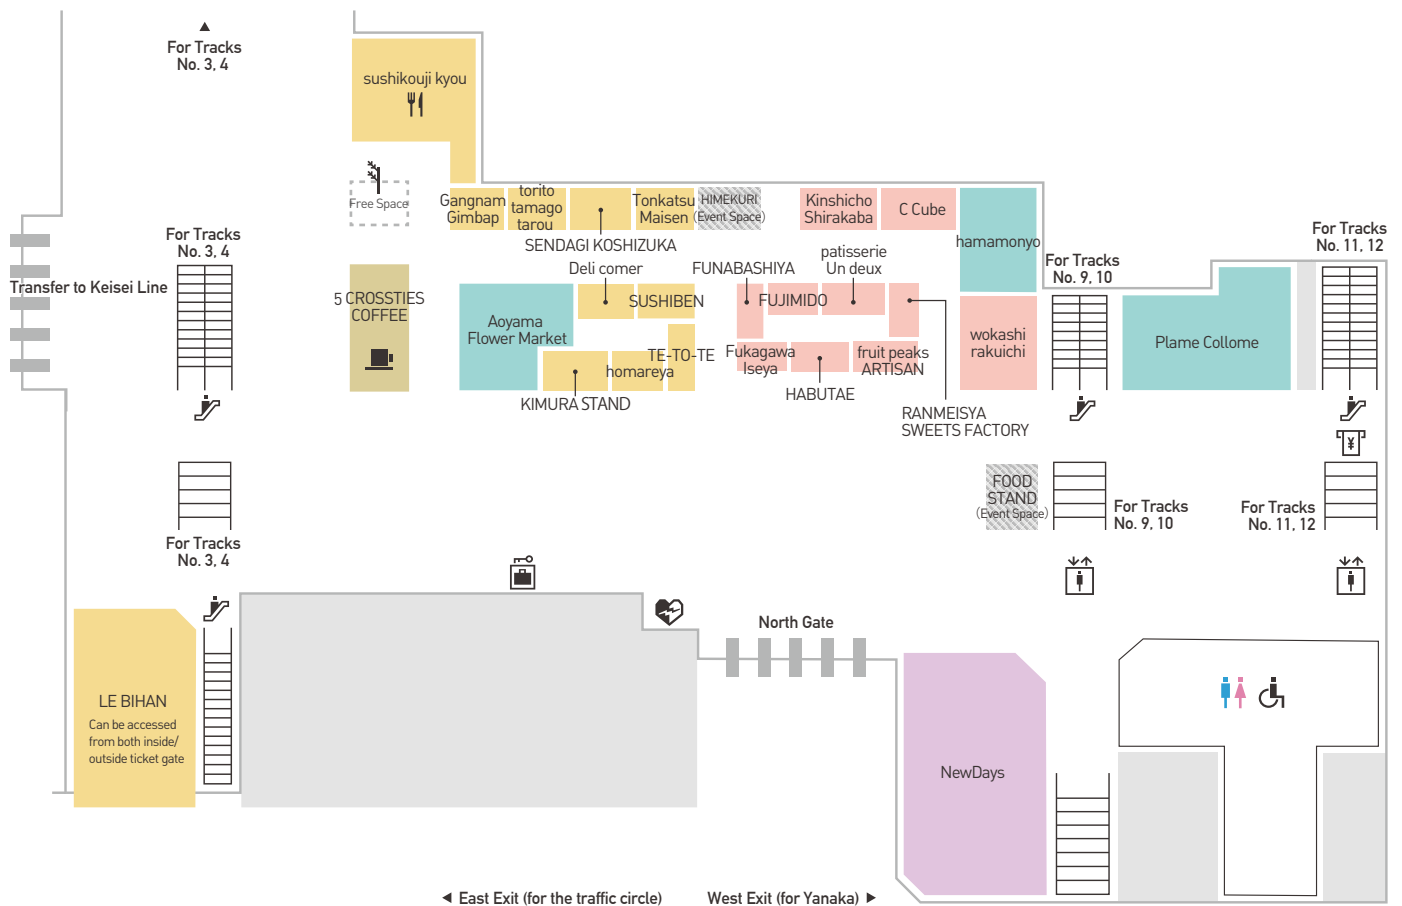 For Tracks
No. 3, 4
sushikouji kyou
Free Space
Gangnam
Gimbap
torito
tamago
tarou
SENDAGI KOSHIZUKA
Tonkatsu
Maisen
HIMEKURI
(Event Space)
Kinshicho
Shirakaba
C Cube
hamamonyo
For Tracks
No. 3, 4
Transfer to Keisei Line
5 CROSSTIES
COFFEE
Aoyama
Flower Market
Deli comer
SUSHIBEN
TE-TO-TE
homareya
KIMURA STAND
FUNABASHIYA
FUJIMIDO
patisserie
Un deux
Fukagawa
Iseya
HABUTAE
fruit peaks
ARTISAN
RANMEISYA
SWEETS FACTORY
wokashi
rakuichi
For Tracks
No. 9, 10
Plame Collome
For Tracks
No. 11, 12
¥
FOOD
STAND
(Event Space)
For Tracks
No. 9, 10
For Tracks
No. 11, 12
For Tracks
No. 3, 4
North Gate
LE BIHAN
Can be accessed
from both inside/
outside ticket gate
NewDays
◀ East Exit (for the traffic circle)
West Exit (for Yanaka) ▶